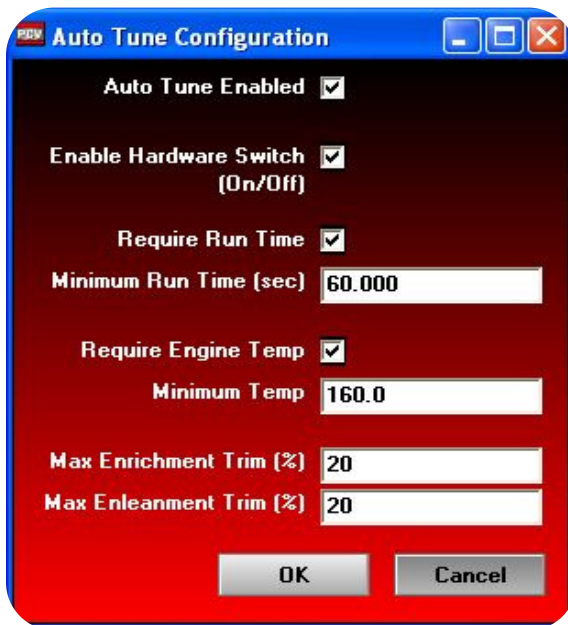 PCV Auto Tune Configuration
Auto Tune Enabled
Enable Hardware Switch
(On/Off)
Require Run Time
Minimum Run Time (sec) 60.000
Require Engine Temp
Minimum Temp 160.0
Max Enrichment Trim (%) 20
Max Enleanment Trim (%) 20
OK Cancel